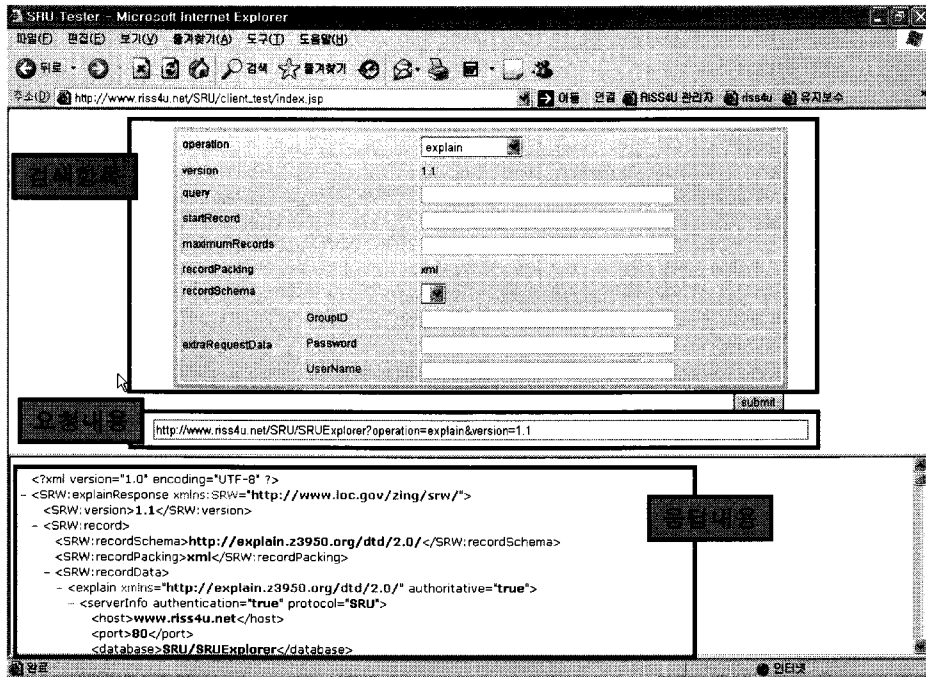 SRU Tester - Microsoft Internet Explorer
파일(F) 편집(E) 보기(V) 즐겨찾기(A) 도구(T) 도움말(H)
뒤로 검색 즐겨찾기
주소(D) http://www.riss4u.net/SRU/client_test/index.jsp 이동 연결 RISS4U 관리자 riss4u 유지보수
operation explain
검색항목
version 1.1
query
startRecord
maximumRecords
recordPacking xml
recordSchema
GroupID
extraRequestData Password
UserName
submit
요청내용
http://www.riss4u.net/SRU/SRUExplorer?operation=explain&version=1.1
<?xml version="1.0" encoding="UTF-8" ?>
- <SRW:explainResponse xmlns:SRW="http://www.loc.gov/zing/srw/">
<SRW:version>1.1</SRW:version>
응답내용
- <SRW:record>
<SRW:recordSchema>http://explain.z3950.org/dtd/2.0/</SRW:recordSchema>
<SRW:recordPacking>xml</SRW:recordPacking>
- <SRW:recordData>
- <explain xmlns="http://explain.z3950.org/dtd/2.0/" authoritative="true">
- <serverInfo authentication="true" protocol="SRU">
<host>www.riss4u.net</host>
<port>80</port>
<database>SRU/SRUExplorer</database>
완료 인터넷